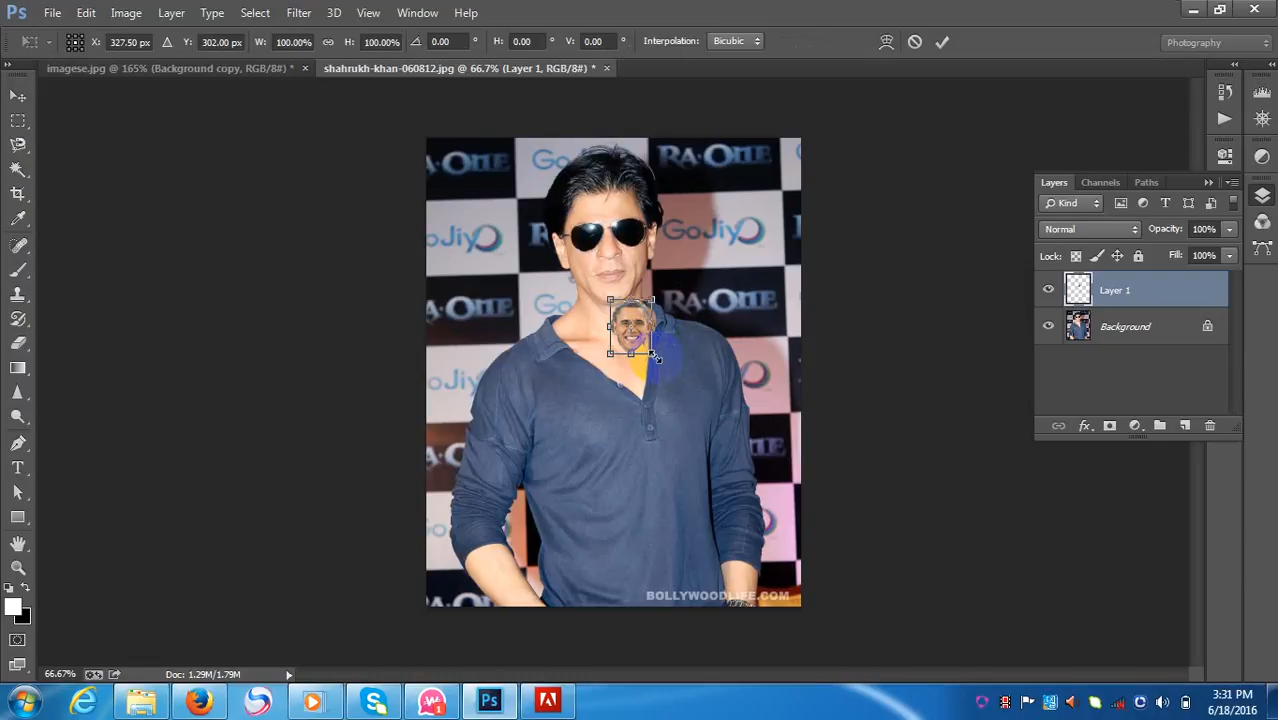 Ps File Edit Image Layer Type Select Filter 3D View Window Help
X: 327.50 px Y: 302.00 px W: 100.00% H: 100.00% 0.00 ° H: 0.00 ° V: 0.00 ° Interpolation: Bicubic Photography
imagese.jpg @ 165% (Background copy, RGB/8#) * × shahrukh-khan-060812.jpg @ 66.7% (Layer 1, RGB/8#) * ×
RA·ONE
Go RA·ONE
Layers Channels Paths
Kind
Normal Opacity: 100%
Lock: Fill: 100%
Layer 1
Background
GoJiyo
oJiyo
RA·ONE
RA·ONE
BOLLYWOODLIFE.COM
66.67% Doc: 1.29M/1.79M
1 Ps
3:31 PM
6/18/2016